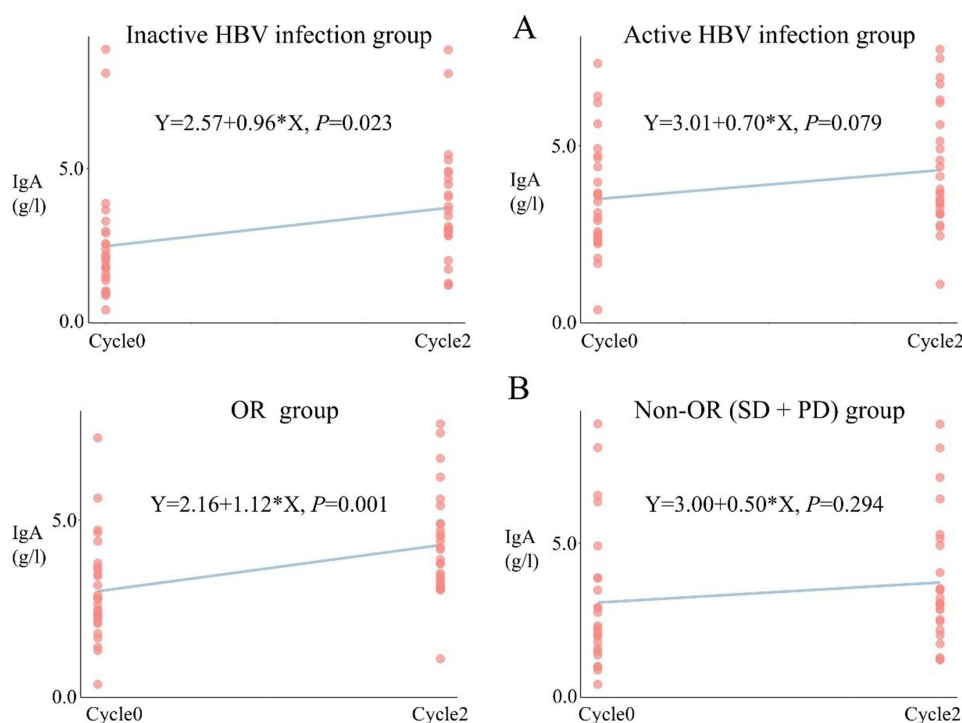 Inactive HBV infection group
A
Active HBV infection group
Y=2.57+0.96*X, P=0.023
Y=3.01+0.70*X, P=0.079
5.0
IgA
(g/l)
0.0
Cycle0
Cycle2
5.0
IgA
(g/l)
0.0
Cycle0
Cycle2
OR group
B
Non-OR (SD + PD) group
Y=2.16+1.12*X, P=0.001
Y=3.00+0.50*X, P=0.294
5.0
IgA
(g/l)
0.0
Cycle0
Cycle2
5.0
IgA
(g/l)
0.0
Cycle0
Cycle2